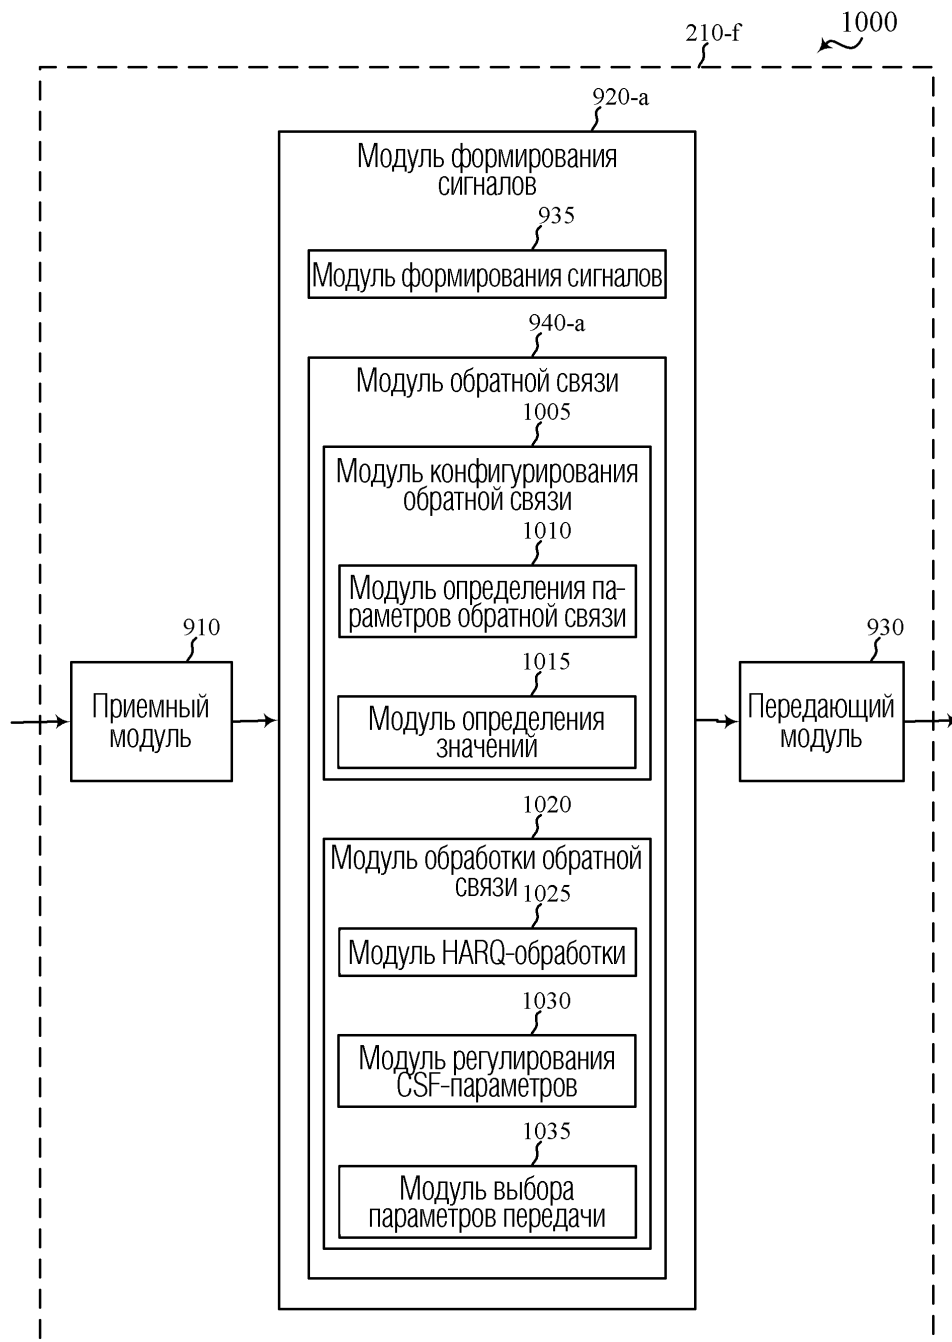 1000
210-f
920-a
Модуль формирования
сигналов
935
Модуль формирования сигналов
940-a
Модуль обратной связи
1005
Модуль конфигурирования
обратной связи
1010
Модуль определения па-
раметров обратной связи
910
Приемный
модуль
1015
Модуль определения
значений
930
Передающий
модуль
1020
Модуль обработки обратной
связи
1025
Модуль HARQ-обработки
1030
Модуль регулирования
CSF-параметров
1035
Модуль выбора
параметров передачи